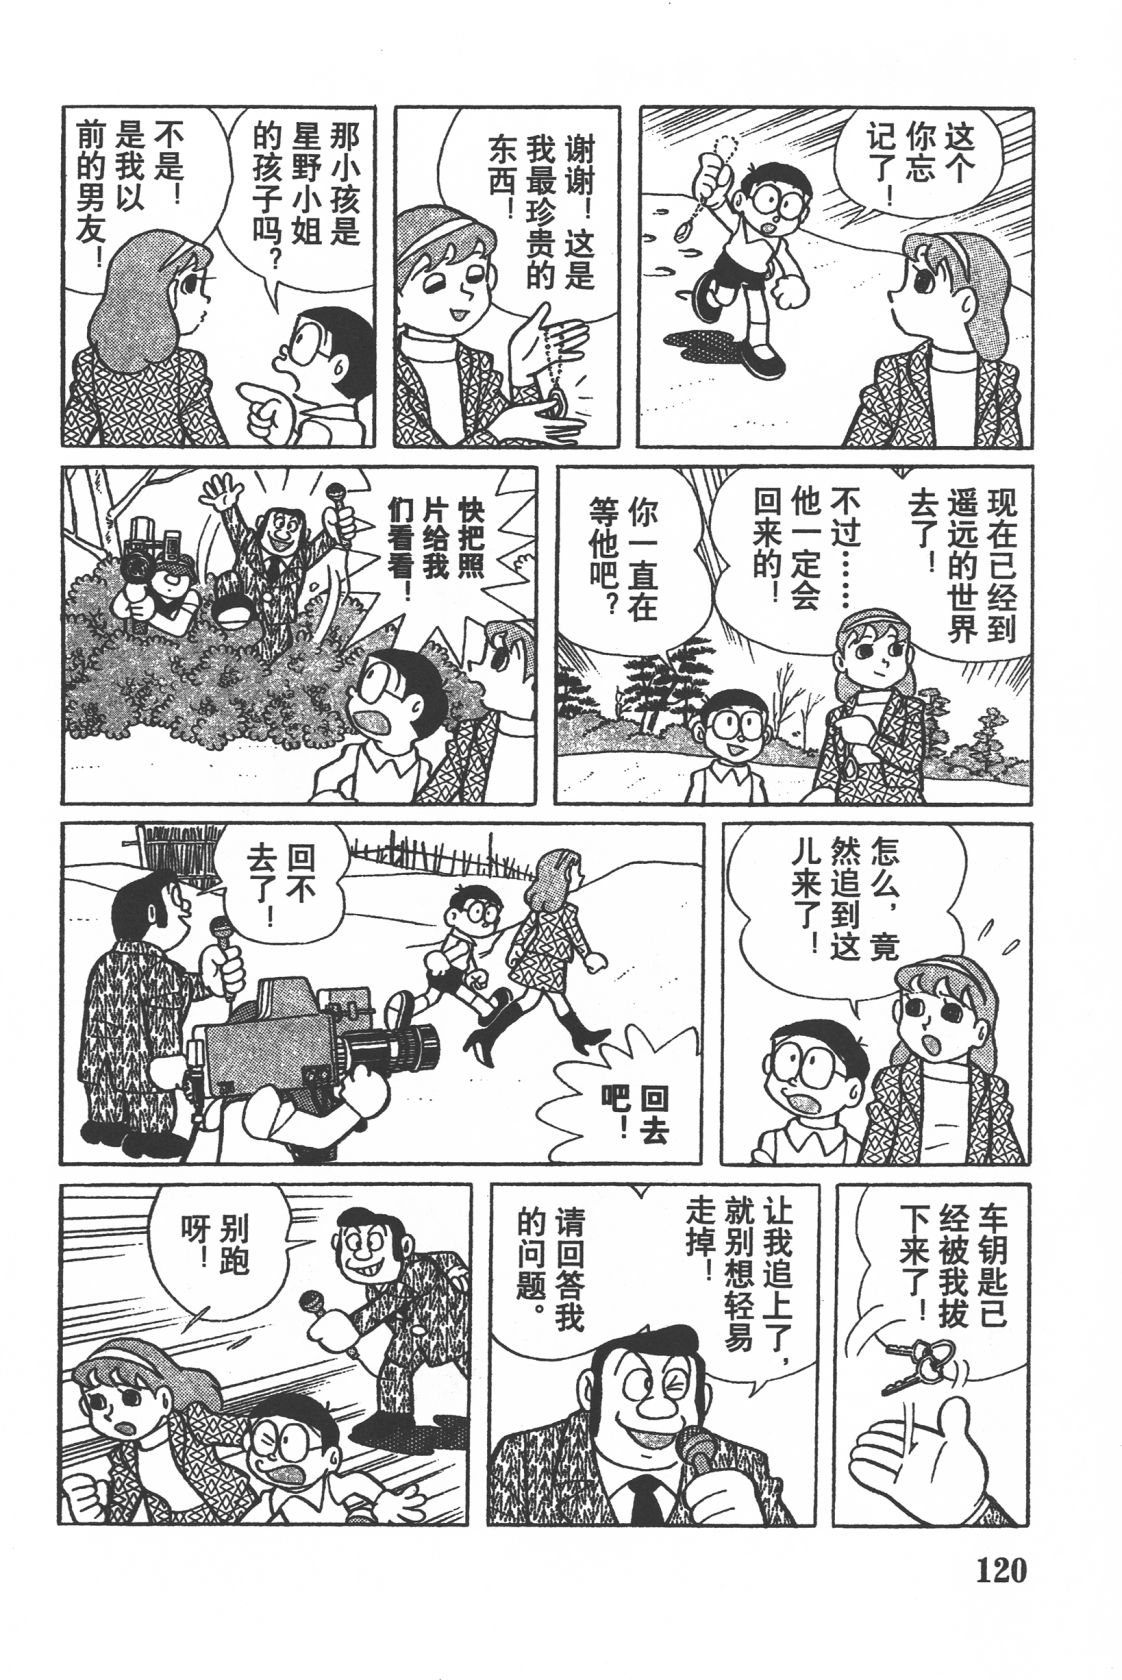 这个
你忘
记了！
谢谢！这是
我最珍贵的
东西！
那小孩是
星野小姐
的孩子吗？
不是！
是我以
前的男友！
现在已经到
遥远的世界
去了！
不过……
他一定会
回来的！
你一直在
等他吧？
快把照
片给我
们看看！
怎么，竟
然追到这
儿来了！
回去
吧！
回不
去了！
车钥匙已
经被我拔
下来了！
让我追上了，
就别想轻易
走掉！
请回答我
的问题。
别跑
呀！
120